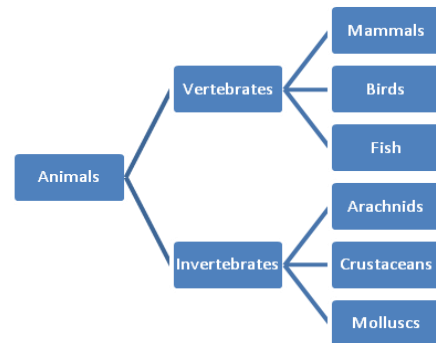 Animals
Vertebrates
Mammals
Birds
Fish
Invertebrates
Arachnids
Crustaceans
Molluscs